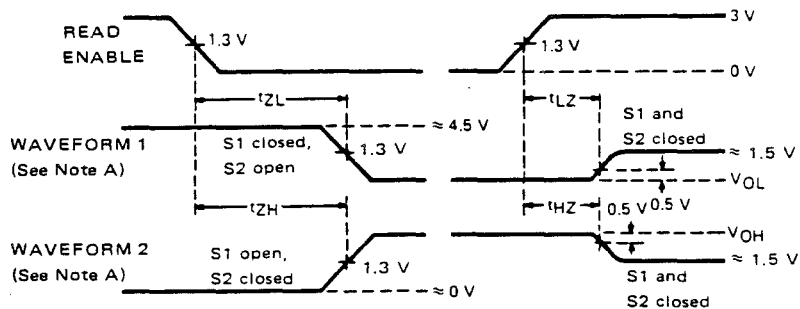 READ
ENABLE
1.3 V
1.3 V
3 V
0 V
tZL
tLZ
WAVEFORM 1
(See Note A)
S1 closed,
S2 open
≈ 4.5 V
1.3 V
S1 and
S2 closed
≈ 1.5 V
VOL
0.5 V
tZH
tHZ
0.5 V
WAVEFORM 2
(See Note A)
S1 open,
S2 closed
1.3 V
≈ 0 V
VOH
≈ 1.5 V
S1 and
S2 closed